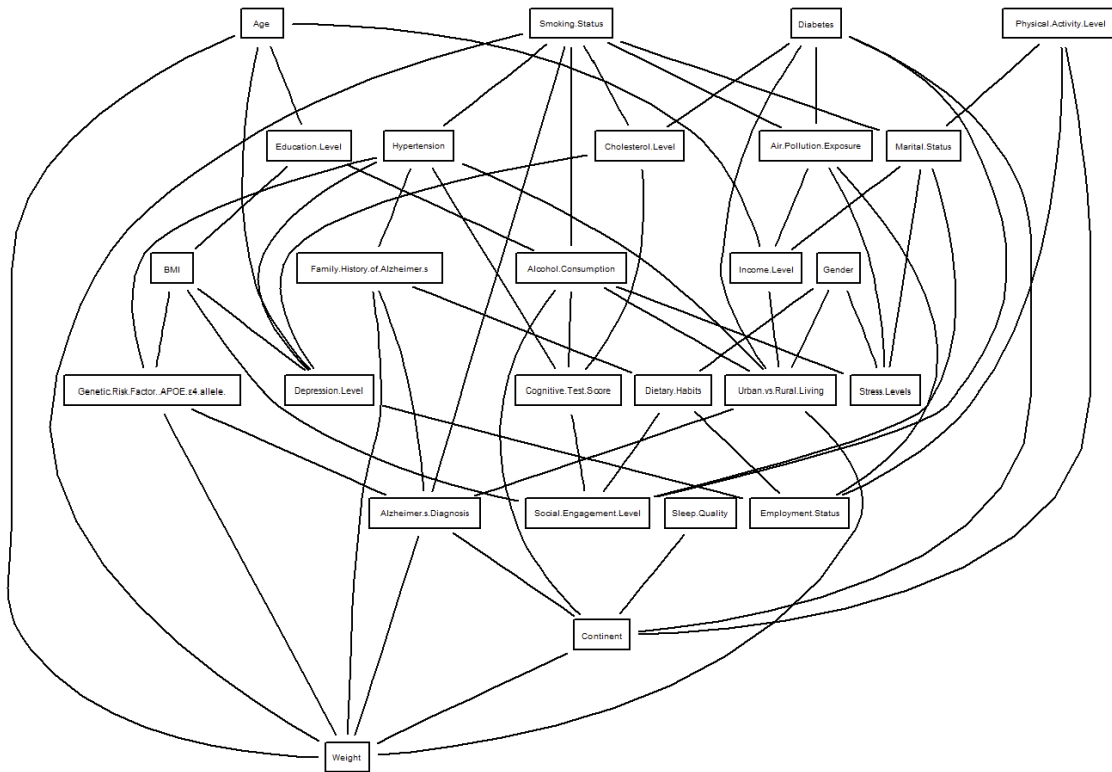 Age
Smoking.Status
Diabetes
Physical.Activity.Level
Education.Level
Hypertension
Cholesterol.Level
Air.Pollution.Exposure
Marital.Status
BMI
Family.History.of.Alzheimer.s
Alcohol.Consumption
Income.Level
Gender
Genetic.Risk.Factor..APOE.ε4.allele.
Depression.Level
Cognitive.Test.Score
Dietary.Habits
Urban.vs.Rural.Living
Stress.Levels
Alzheimer.s.Diagnosis
Social.Engagement.Level
Sleep.Quality
Employment.Status
Continent
Weight